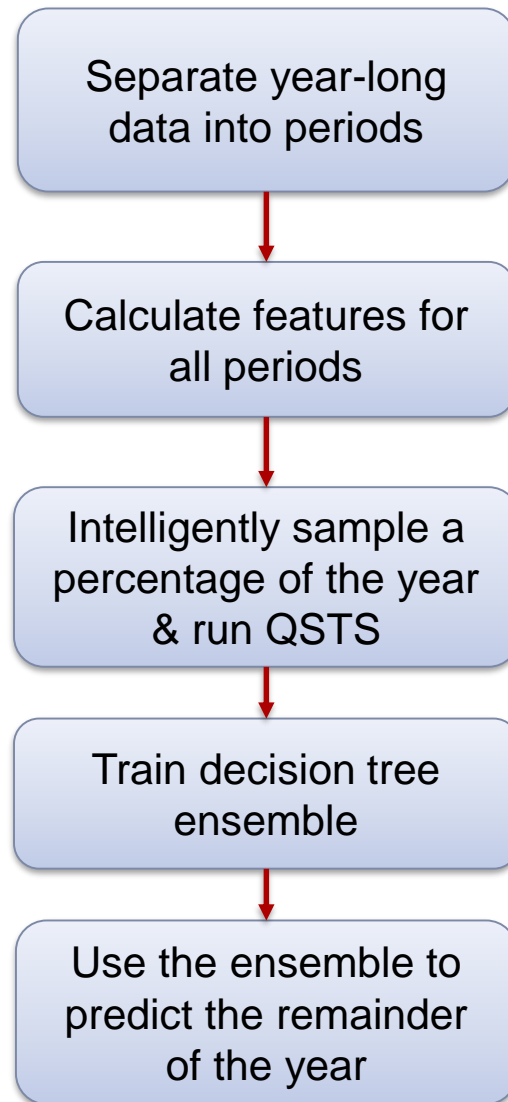 Separate year-long
data into periods
Calculate features for
all periods
Intelligently sample a
percentage of the year
& run QSTS
Train decision tree
ensemble
Use the ensemble to
predict the remainder
of the year